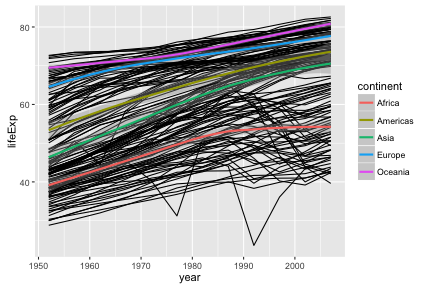 80
60
40
lifeExp
1950
1960
1970
1980
1990
2000
year
continent
Africa
Americas
Asia
Europe
Oceania